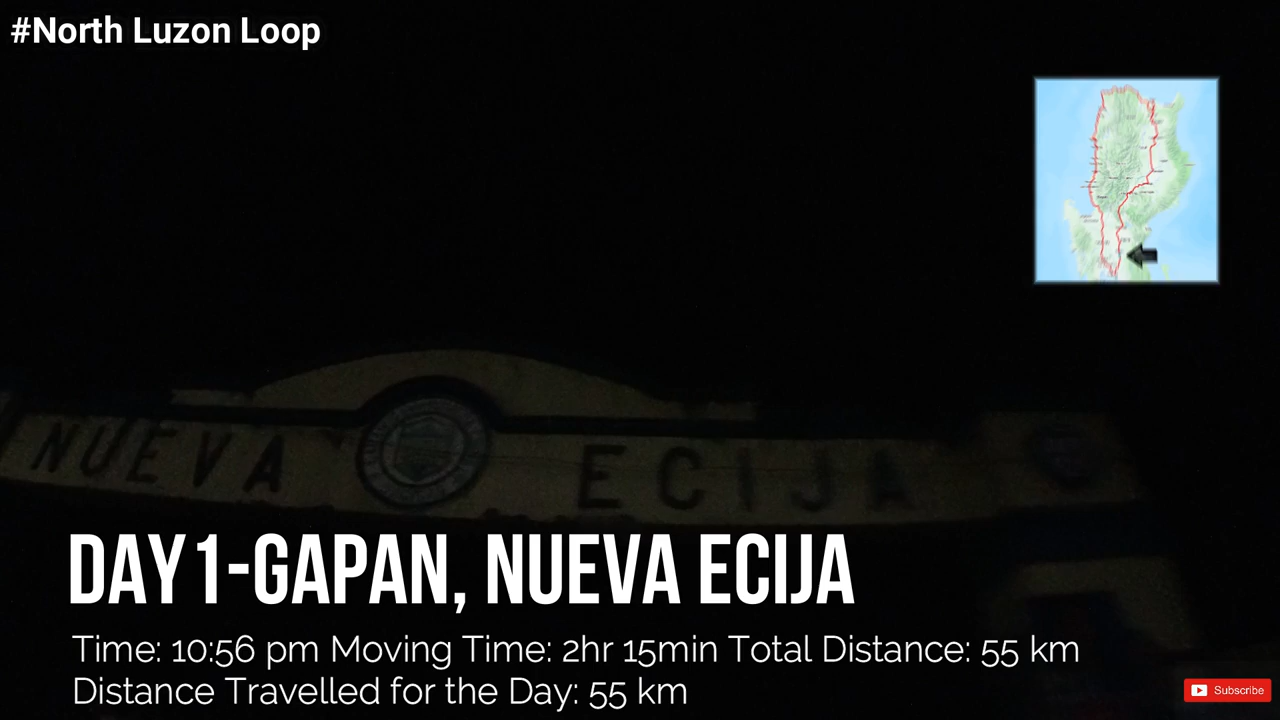 #North Luzon Loop
NUEVA ECIJA
DAY1-GAPAN, NUEVA ECIJA
Time: 10:56 pm Moving Time: 2hr 15min Total Distance: 55 km
Distance Travelled for the Day: 55 km
Subscribe